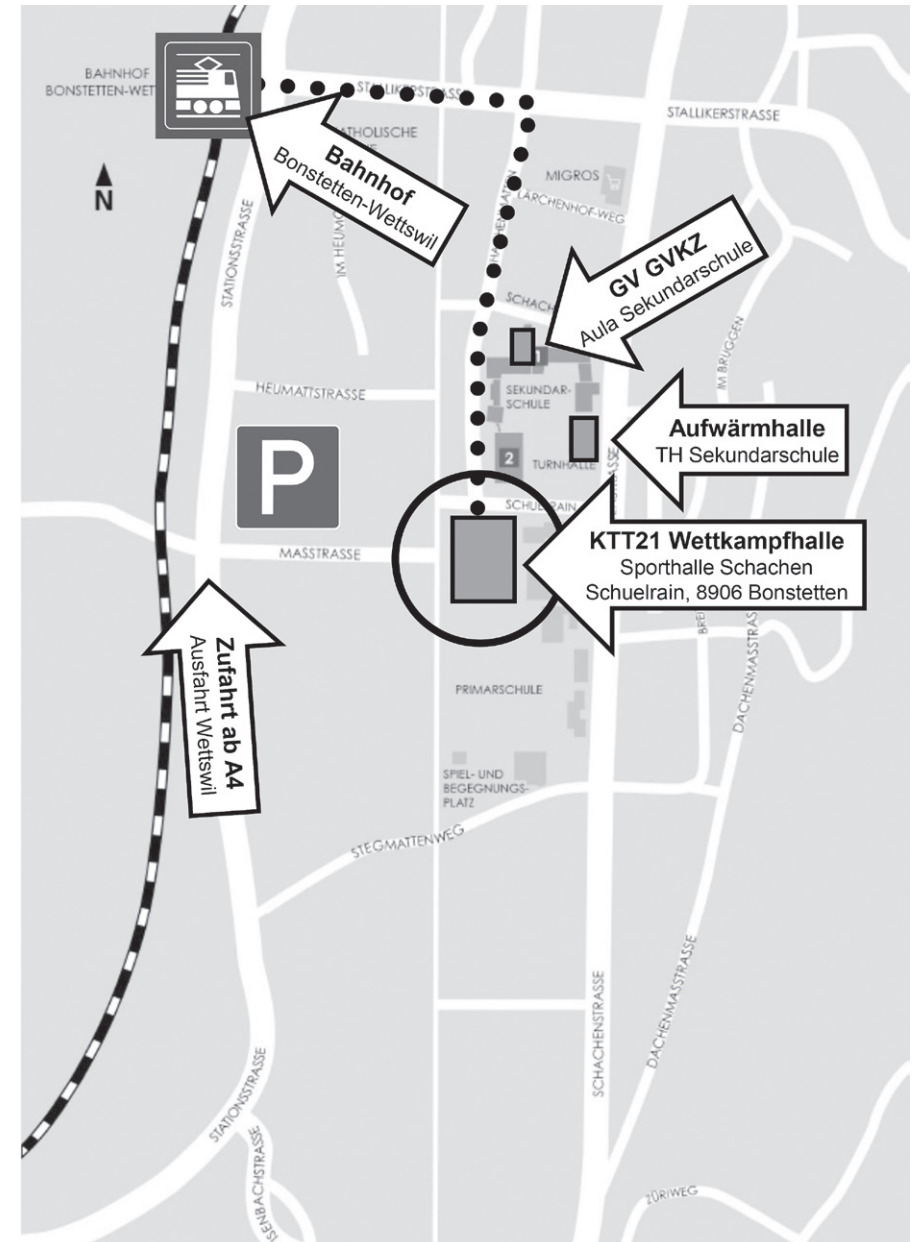 BAHNHOF
BONSTETTEN-WET
STALLIKERSTRASSE
STALLIKERSTRASSE
N
Bahnhof
Bonstetten-Wettswil
MIGROS
LÄRCHENHOF-WEG
STATIONSSTRASSE
GV GVKZ
Aula Sekundarschule
IM BRUGGEN
HEUMATTSTRASSE
SEKUNDAR-
SCHULE
Aufwärmhalle
TH Sekundarschule
P
2
TURNHALLE
MASSTRASSE
KTT21 Wettkampfhalle
Sporthalle Schachen
Schuelrain, 8906 Bonstetten
Zufahrt ab A4
Ausfahrt Wettswil
PRIMARSCHULE
DACHENMASSTRASSE
SPIEL- UND
BEGEGNUNGS-
PLATZ
STEGMATTENWEG
SCHACHENSTRASSE
DACHENMASSTRASSE
STATIONSSTRASSE
ISENBACHSTRASSE
ZÜRIWEG